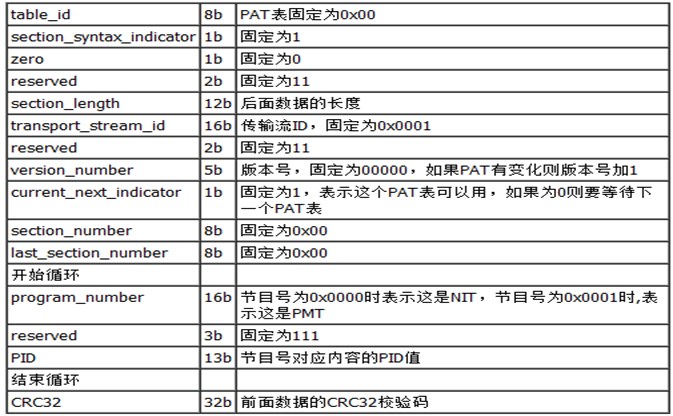 table_id 8b PAT表固定为0x00
section_syntax_indicator 1b 固定为1
zero 1b 固定为0
reserved 2b 固定为11
section_length 12b 后面数据的长度
transport_stream_id 16b 传输流ID，固定为0x0001
reserved 2b 固定为11
version_number 5b 版本号，固定为00000，如果PAT有变化则版本号加1
current_next_indicator 1b 固定为1，表示这个PAT表可以用，如果为0则要等待下
一个PAT表
section_number 8b 固定为0x00
last_section_number 8b 固定为0x00
开始循环
program_number 16b 节目号为0x0000时表示这是NIT，节目号为0x0001时,表
示这是PMT
reserved 3b 固定为111
PID 13b 节目号对应内容的PID值
结束循环
CRC32 32b 前面数据的CRC32校验码